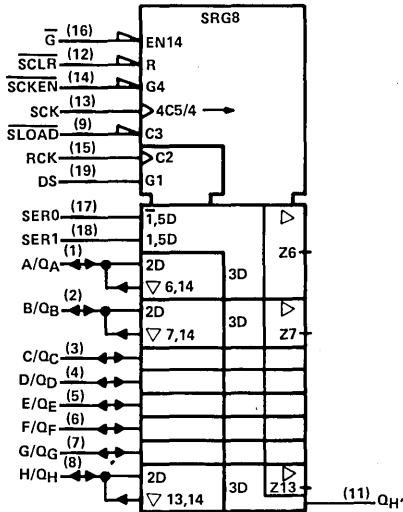 SRG8
G̅ (16) EN14
S̅C̅L̅R̅ (12) R
S̅C̅K̅E̅N̅ (14) G4
SCK (13) 4C5/4
S̅L̅O̅A̅D̅ (9) C3
RCK (15) C2
DS (19) G1
SER0 (17) 1̅,5D
SER1 (18) 1,5D
A/QA (1) 2D 3D Z6
▽ 6,14
B/QB (2) 2D 3D Z7
▽ 7,14
C/QC (3)
D/QD (4)
E/QE (5)
F/QF (6)
G/QG (7)
H/QH (8) 2D 3D Z13
▽ 13,14
(11) QH'